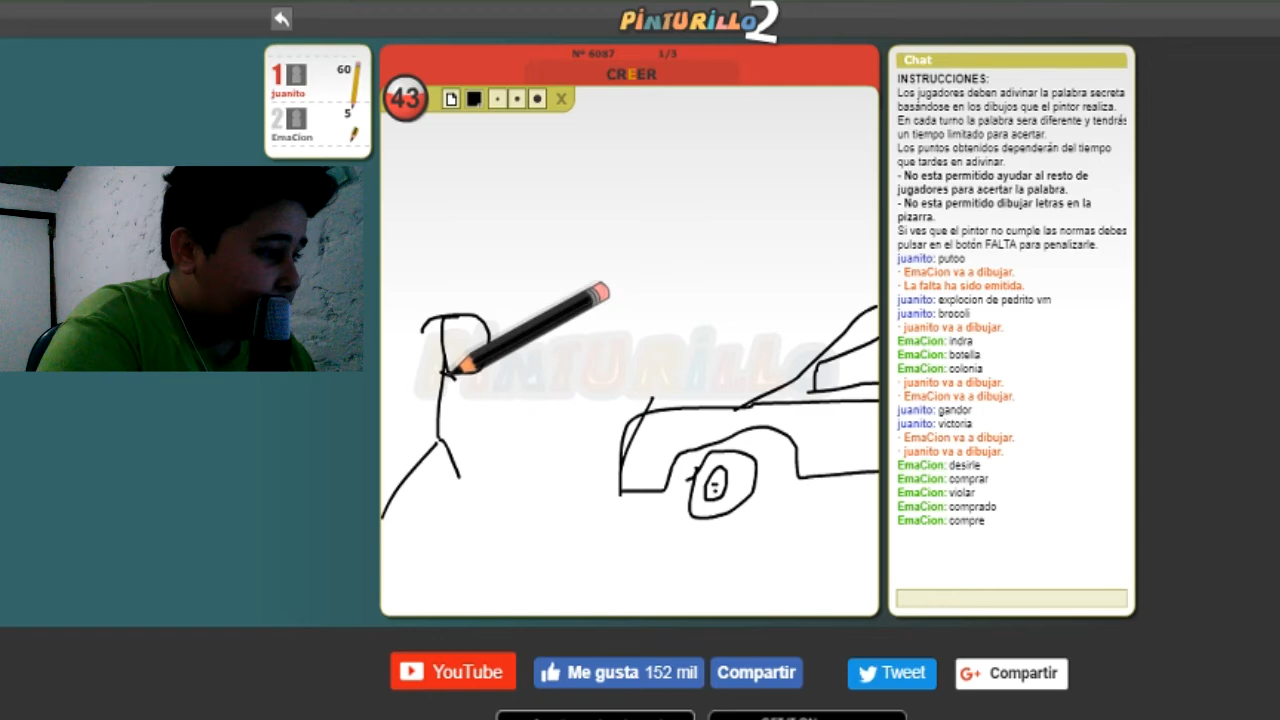 PINTURILLO 2
Nº 6087 1/3
CREER
43
1 60
juanito
2 5
EmaCion
PINTURILLO
Chat
INSTRUCCIONES:
Los jugadores deben adivinar la palabra secreta
basándose en los dibujos que el pintor realiza.
En cada turno la palabra sera diferente y tendrás
un tiempo limitado para acertar.
Los puntos obtenidos dependerán del tiempo
que tardes en adivinar.
- No esta permitido ayudar al resto de
jugadores para acertar la palabra.
- No esta permitido dibujar letras en la
pizarra.
Si ves que el pintor no cumple las normas debes
pulsar en el botón FALTA para penalizarle.
juanito: putoo
· EmaCion va a dibujar.
· La falta ha sido emitida.
juanito: explocion de pedrito vm
juanito: brocoli
· juanito va a dibujar.
EmaCion: indra
EmaCion: botella
EmaCion: colonia
· juanito va a dibujar.
· EmaCion va a dibujar.
juanito: gandor
juanito: victoria
· EmaCion va a dibujar.
· juanito va a dibujar.
EmaCion: desirle
EmaCion: comprar
EmaCion: violar
EmaCion: comprado
EmaCion: compre
YouTube
Me gusta 152 mil
Compartir
Tweet
G+ Compartir